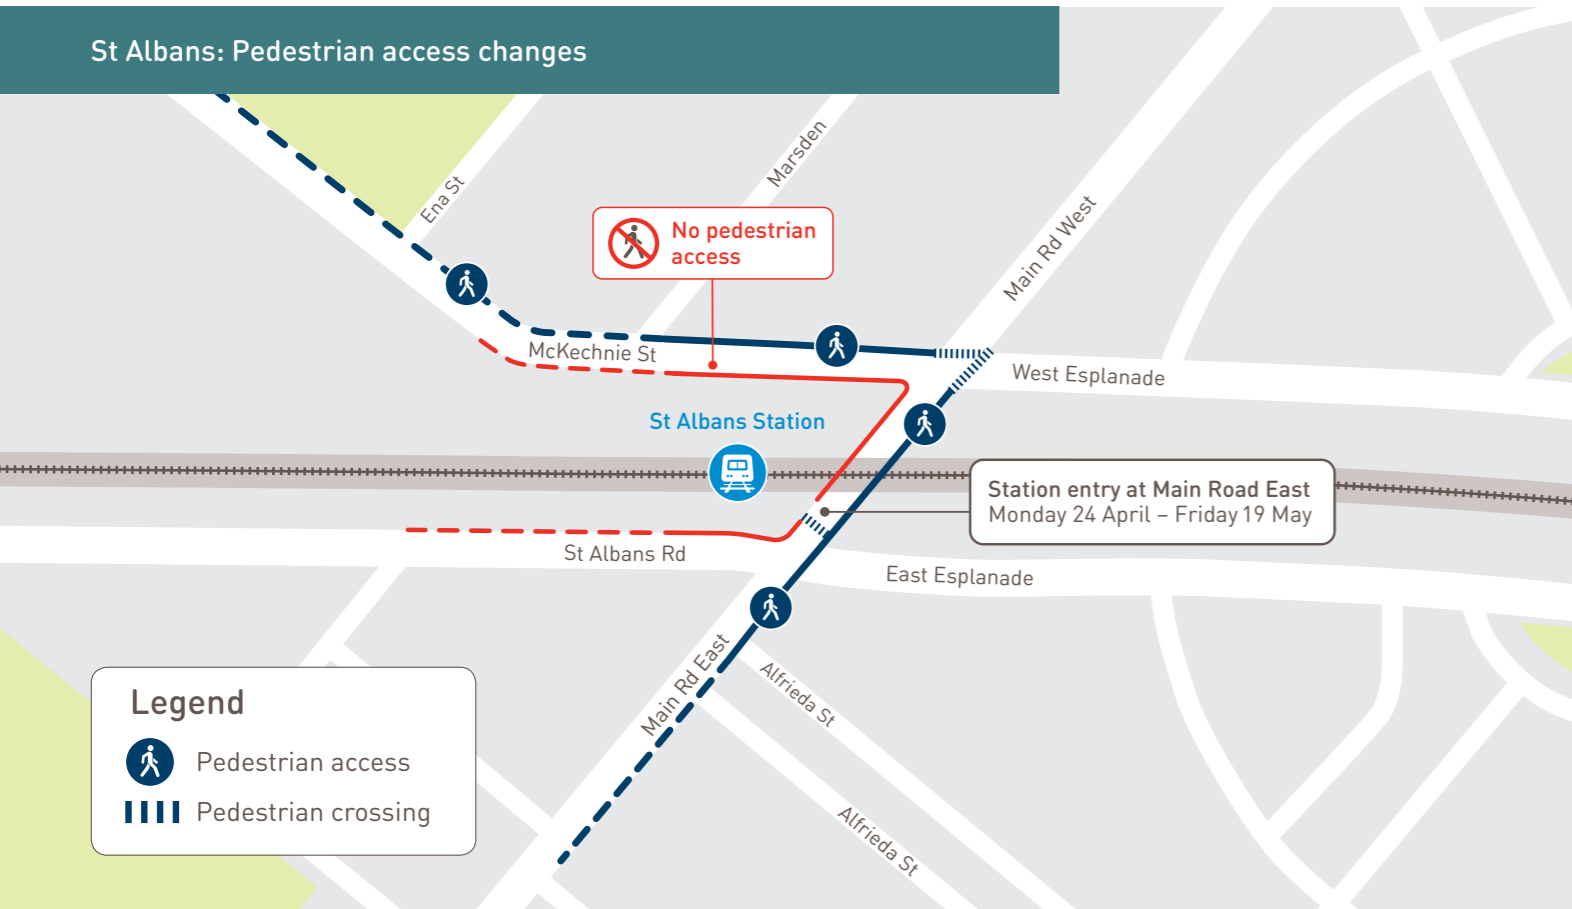 St Albans: Pedestrian access changes
Marsden
Ena St
Main Rd West
No pedestrian
access
McKechnie St
West Esplanade
St Albans Station
Station entry at Main Road East
Monday 24 April – Friday 19 May
St Albans Rd
East Esplanade
Main Rd East
Alfrieda St
Alfrieda St
Legend
Pedestrian access
Pedestrian crossing